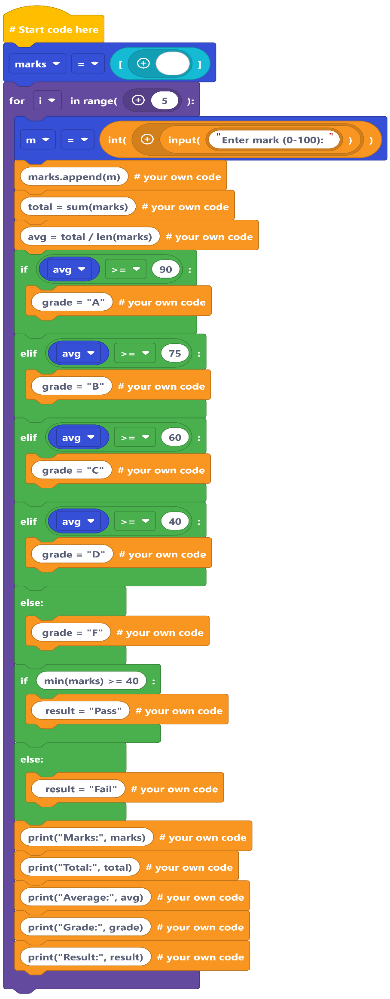 # Start code here
marks = [ ]
for i in range( 5 ):
m = int( input( "Enter mark (0-100): " ) )
marks.append(m) # your own code
total = sum(marks) # your own code
avg = total / len(marks) # your own code
if avg >= 90 :
grade = "A" # your own code
elif avg >= 75 :
grade = "B" # your own code
elif avg >= 60 :
grade = "C" # your own code
elif avg >= 40 :
grade = "D" # your own code
else:
grade = "F" # your own code
if min(marks) >= 40 :
result = "Pass" # your own code
else:
result = "Fail" # your own code
print("Marks:", marks) # your own code
print("Total:", total) # your own code
print("Average:", avg) # your own code
print("Grade:", grade) # your own code
print("Result:", result) # your own code